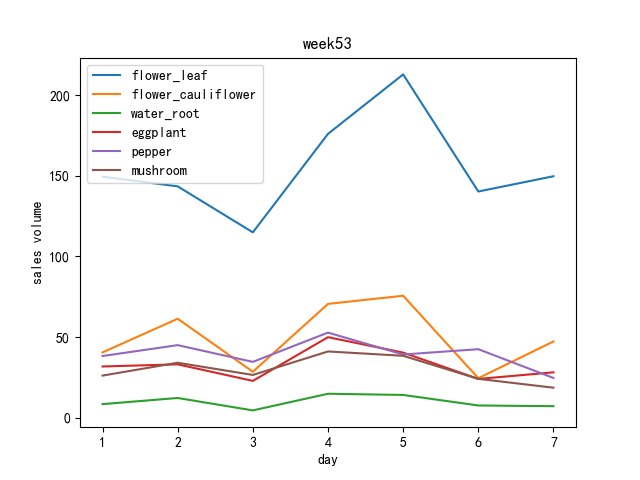 week53
flower_leaf
flower_cauliflower
water_root
eggplant
pepper
mushroom
sales volume
200
150
100
50
0
1 2 3 4 5 6 7
day